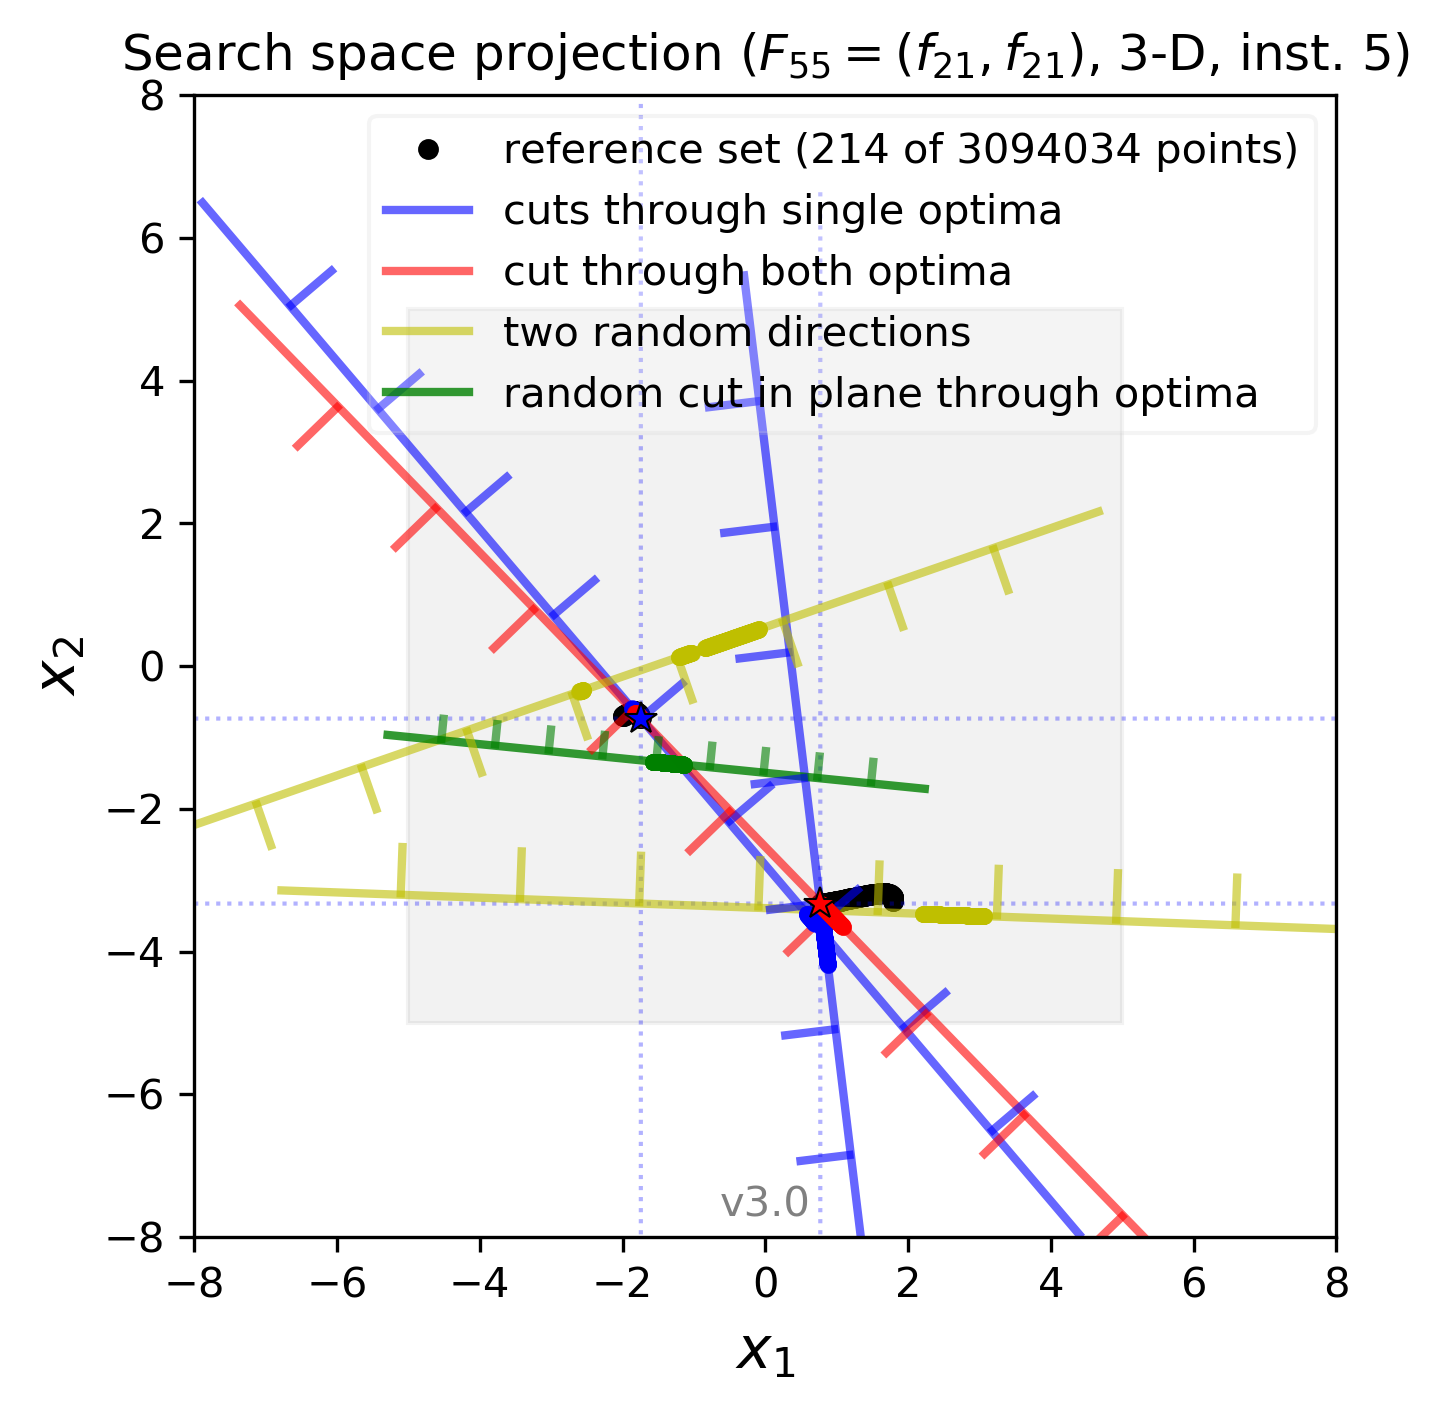 Search space projection (F55 = (f21, f21), 3-D, inst. 5)
8
6
4
2
0
−2
−4
−6
−8
x2
reference set (214 of 3094034 points)
cuts through single optima
cut through both optima
two random directions
random cut in plane through optima
v3.0
−8 −6 −4 −2 0 2 4 6 8
x1